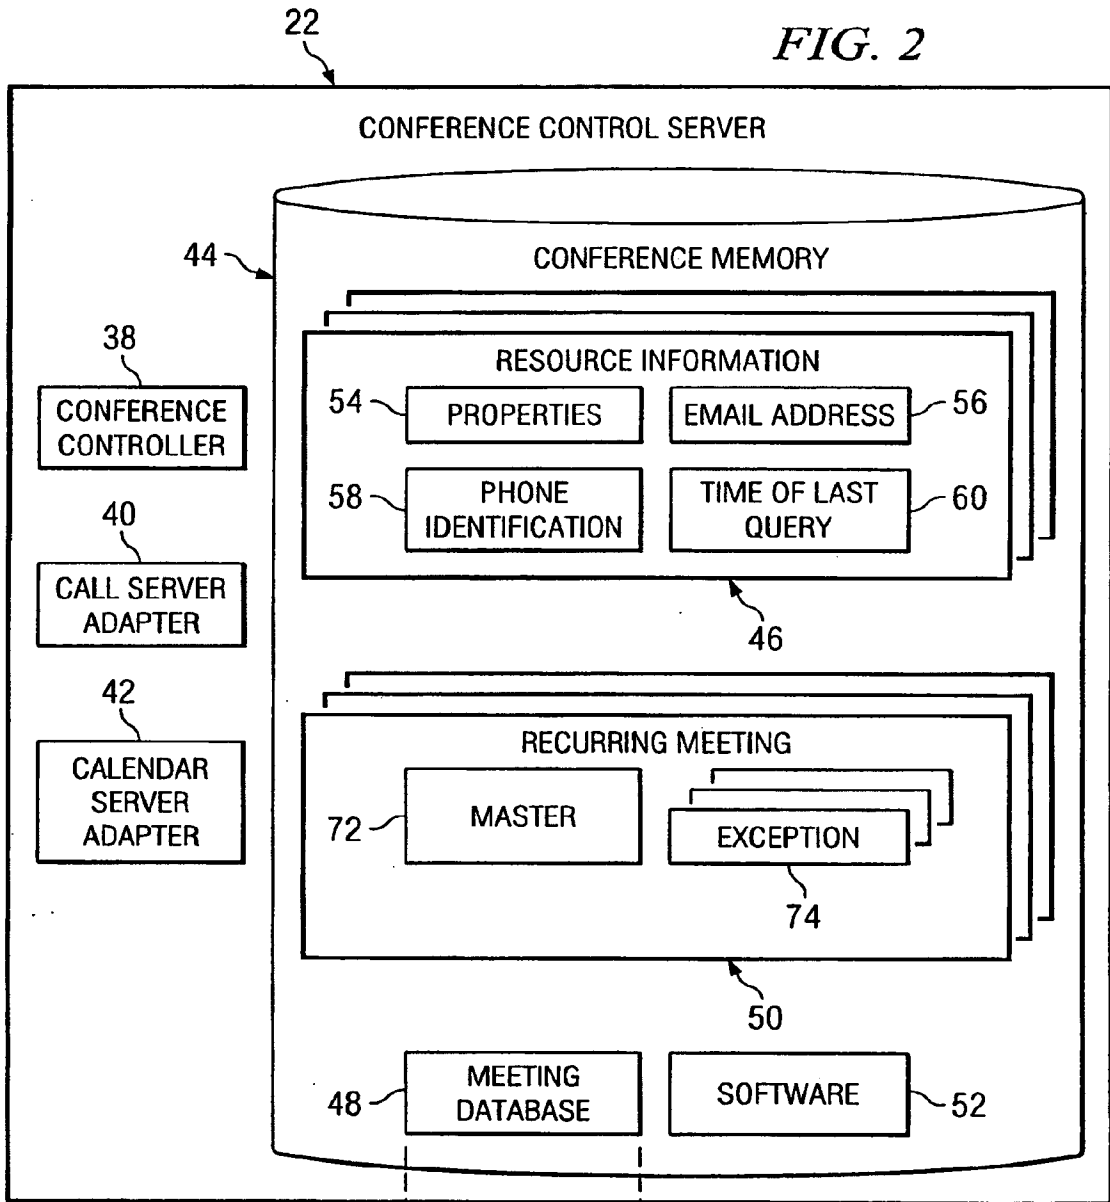 22
FIG. 2
CONFERENCE CONTROL SERVER
44
CONFERENCE MEMORY
38
CONFERENCE
CONTROLLER
RESOURCE INFORMATION
54
PROPERTIES
EMAIL ADDRESS
56
58
PHONE
IDENTIFICATION
TIME OF LAST
QUERY
60
40
CALL SERVER
ADAPTER
46
42
CALENDAR
SERVER
ADAPTER
RECURRING MEETING
72
MASTER
EXCEPTION
74
50
48
MEETING
DATABASE
SOFTWARE
52